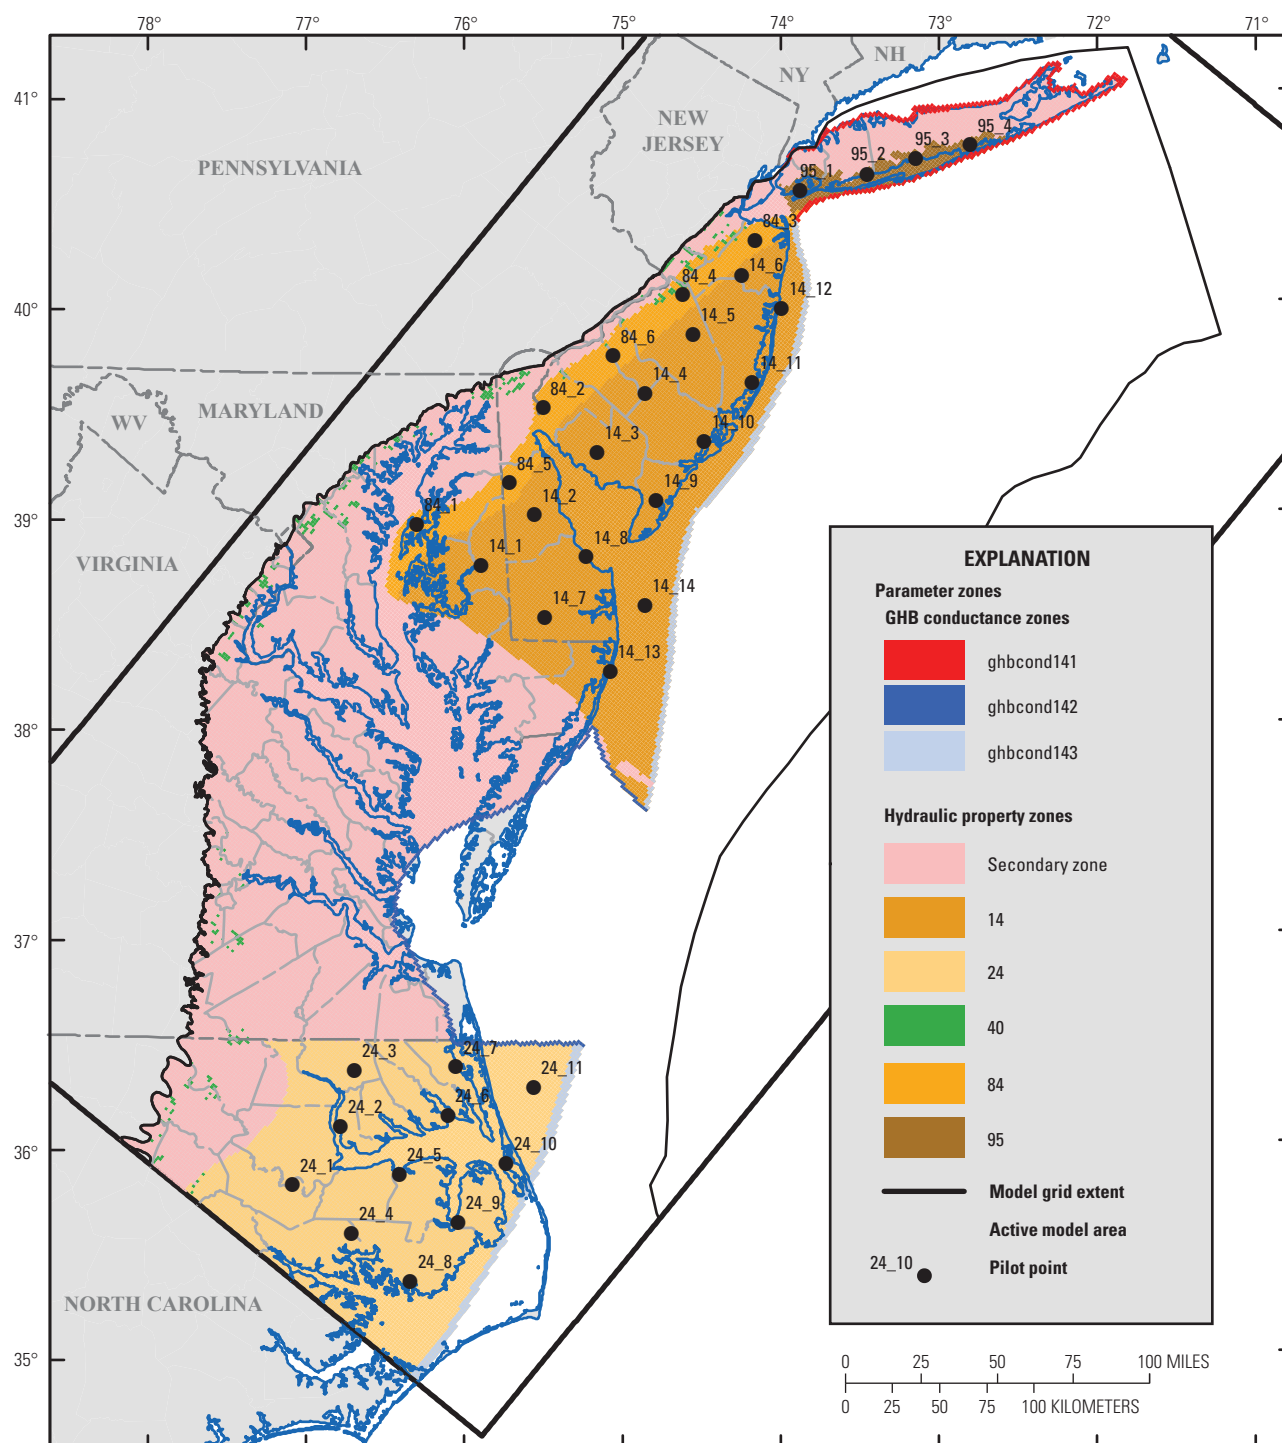 78°
77°
76°
75°
74°
73°
72°
71°
41°
40°
39°
38°
37°
36°
35°
NY
NH
NEW
JERSEY
PENNSYLVANIA
WV
MARYLAND
VIRGINIA
NORTH CAROLINA
95_4
95_3
95_2
95_1
84_3
14_6
84_4
14_12
14_5
84_6
14_11
14_4
84_2
14_10
14_3
84_5
14_9
14_2
84_1
14_8
14_1
14_14
14_7
14_13
24_7
24_3
24_11
24_6
24_2
24_10
24_5
24_1
24_9
24_4
24_8
EXPLANATION
Parameter zones
GHB conductance zones
ghbcond141
ghbcond142
ghbcond143
Hydraulic property zones
Secondary zone
14
24
40
84
95
Model grid extent
Active model area
24_10 Pilot point
0 25 50 75 100 MILES
0 25 50 75 100 KILOMETERS